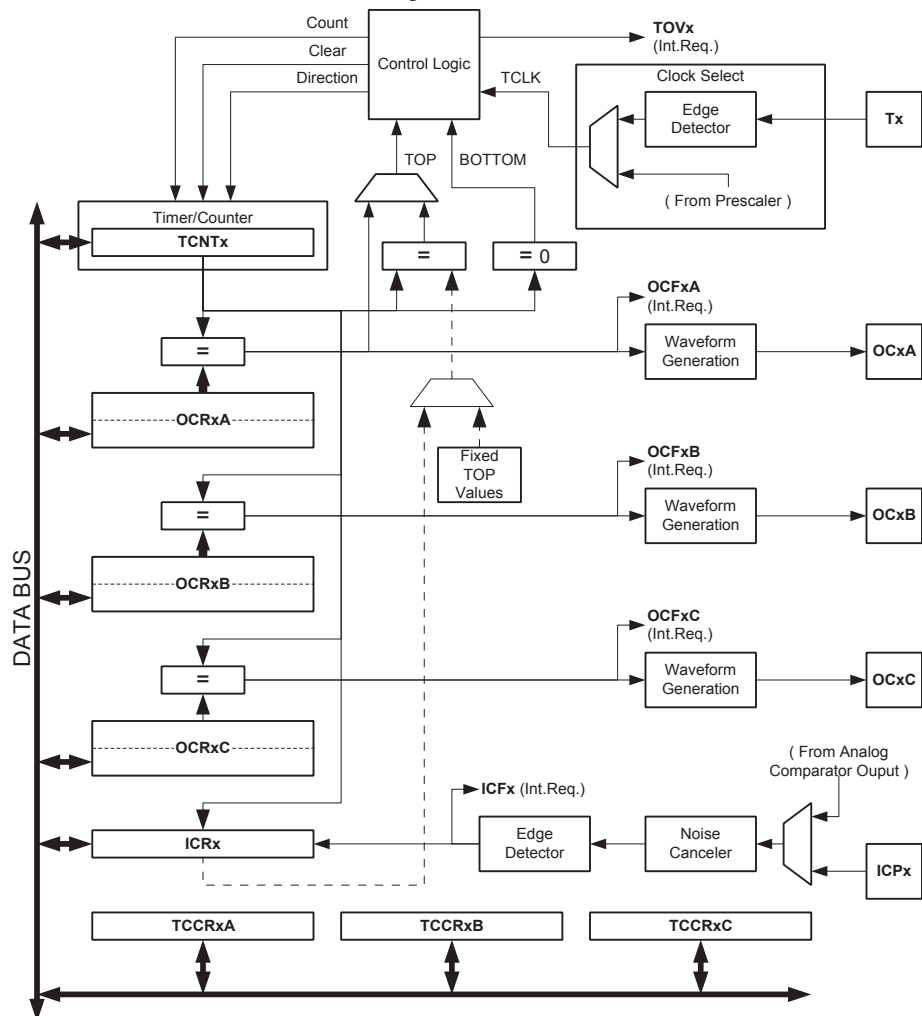 Count
Clear
Direction
Control Logic
TOVx
(Int.Req.)
TCLK
Clock Select
Edge
Detector
Tx
( From Prescaler )
TOP
BOTTOM
Timer/Counter
TCNTx
=
= 0
=
OCRxA
OCFxA
(Int.Req.)
Waveform
Generation
OCxA
Fixed
TOP
Values
=
OCRxB
OCFxB
(Int.Req.)
Waveform
Generation
OCxB
DATA BUS
=
OCRxC
OCFxC
(Int.Req.)
Waveform
Generation
OCxC
( From Analog
Comparator Ouput )
ICFx (Int.Req.)
ICRx
Edge
Detector
Noise
Canceler
ICPx
TCCRxA
TCCRxB
TCCRxC